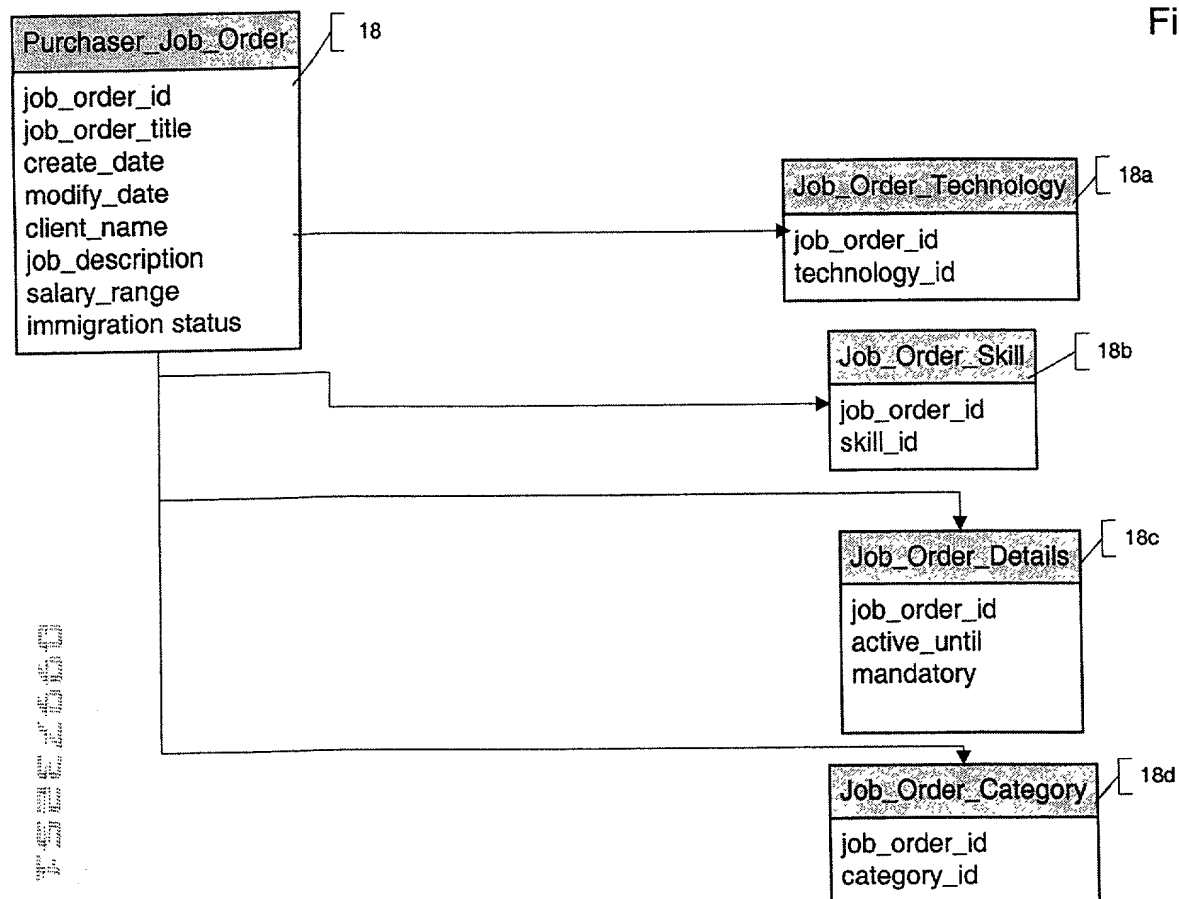 Fi
Purchaser_Job_Order
18
job_order_id
job_order_title
create_date
modify_date
client_name
job_description
salary_range
immigration status
Job_Order_Technology
18a
job_order_id
technology_id
Job_Order_Skill
18b
job_order_id
skill_id
Job_Order_Details
18c
job_order_id
active_until
mandatory
Job_Order_Category
18d
job_order_id
category_id